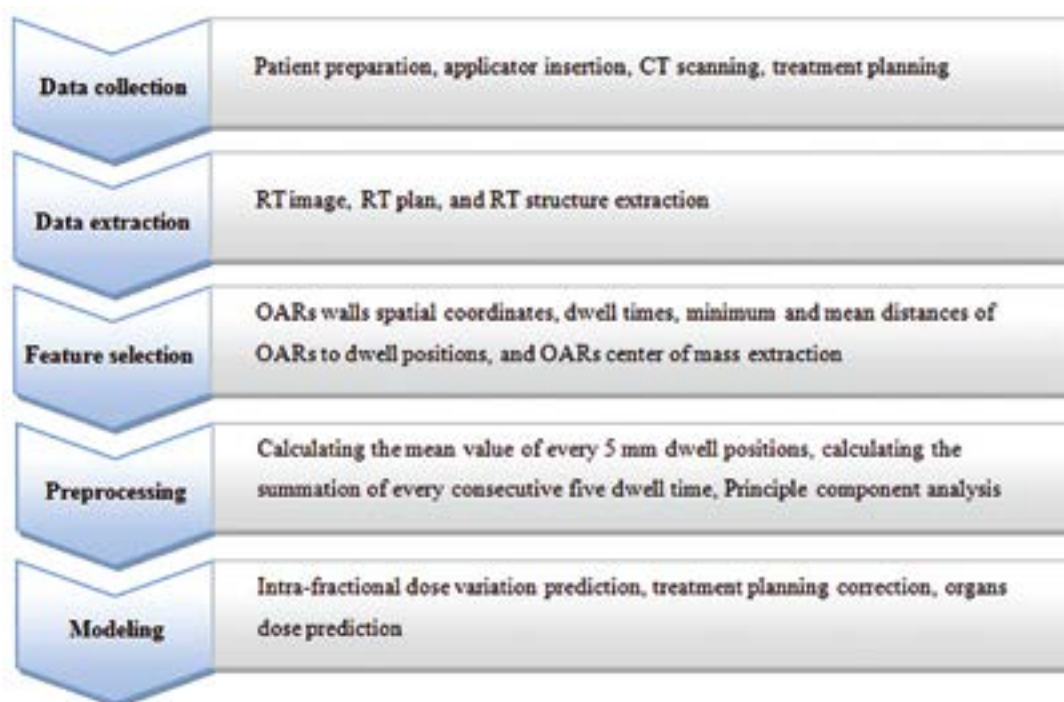 Data collection
Patient preparation, applicator insertion, CT scanning, treatment planning
Data extraction
RT image, RT plan, and RT structure extraction
Feature selection
OARs walls spatial coordinates, dwell times, minimum and mean distances of
OARs to dwell positions, and OARs center of mass extraction
Preprocessing
Calculating the mean value of every 5 mm dwell positions, calculating the
summation of every consecutive five dwell time, Principle component analysis
Modeling
Intra-fractional dose variation prediction, treatment planning correction, organs
dose prediction